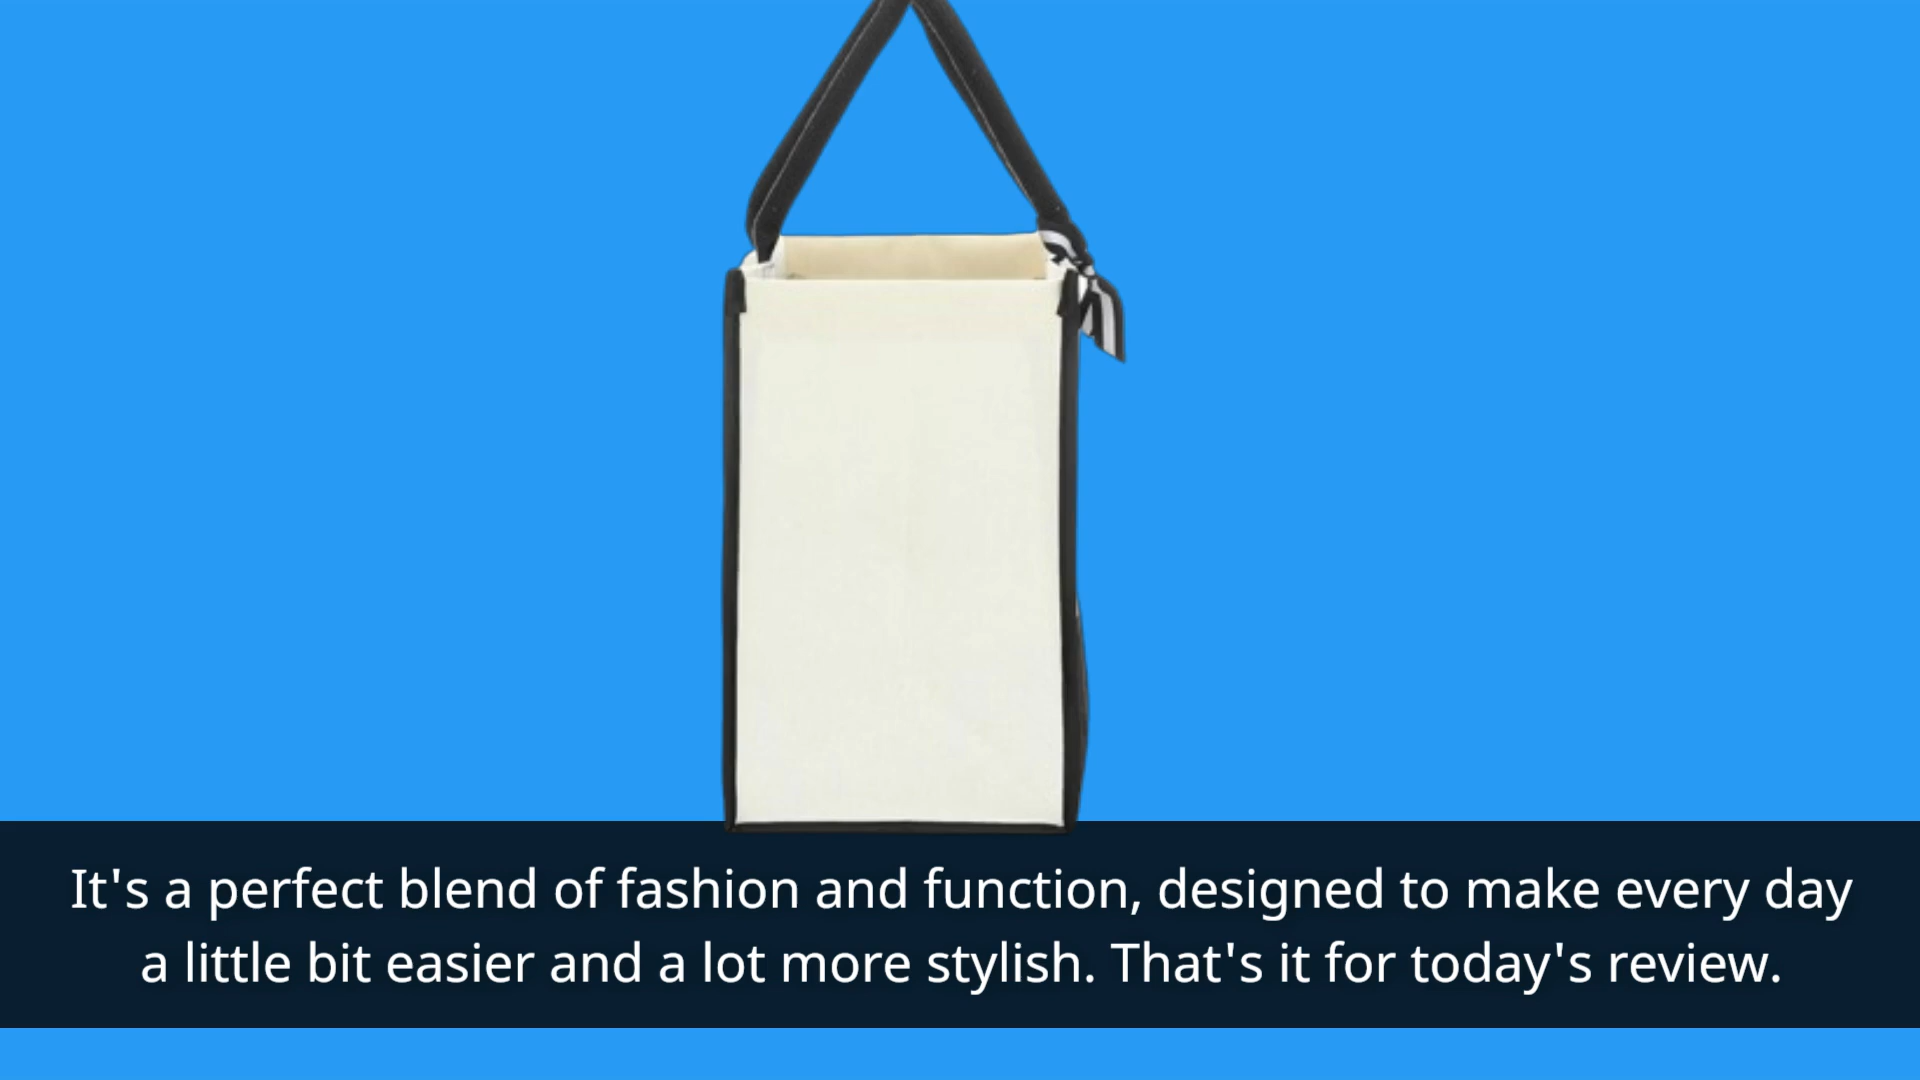 It's a perfect blend of fashion and function, designed to make every day
a little bit easier and a lot more stylish. That's it for today's review.